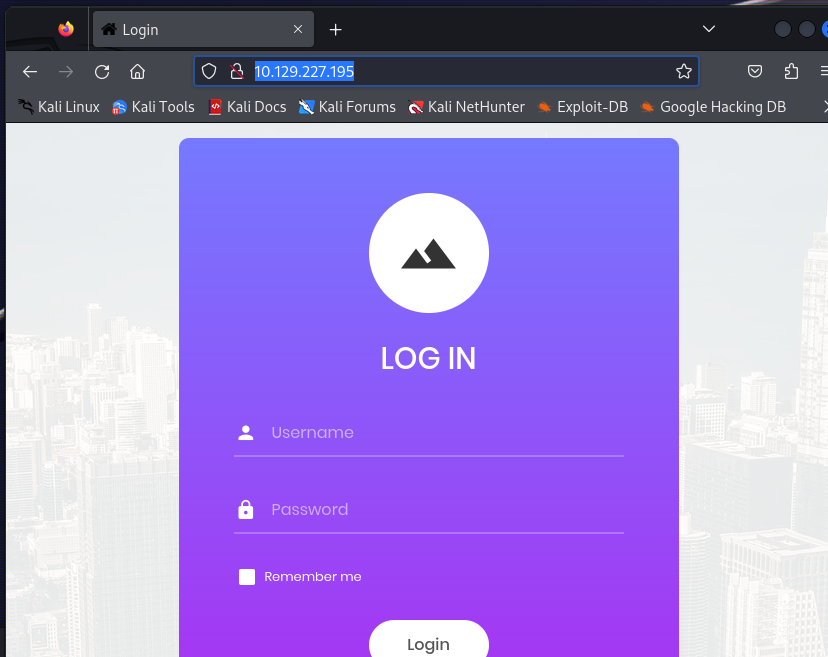 Login
10.129.227.195
Kali Linux Kali Tools Kali Docs Kali Forums Kali NetHunter Exploit-DB Google Hacking DB
LOG IN
Username
Password
Remember me
Login